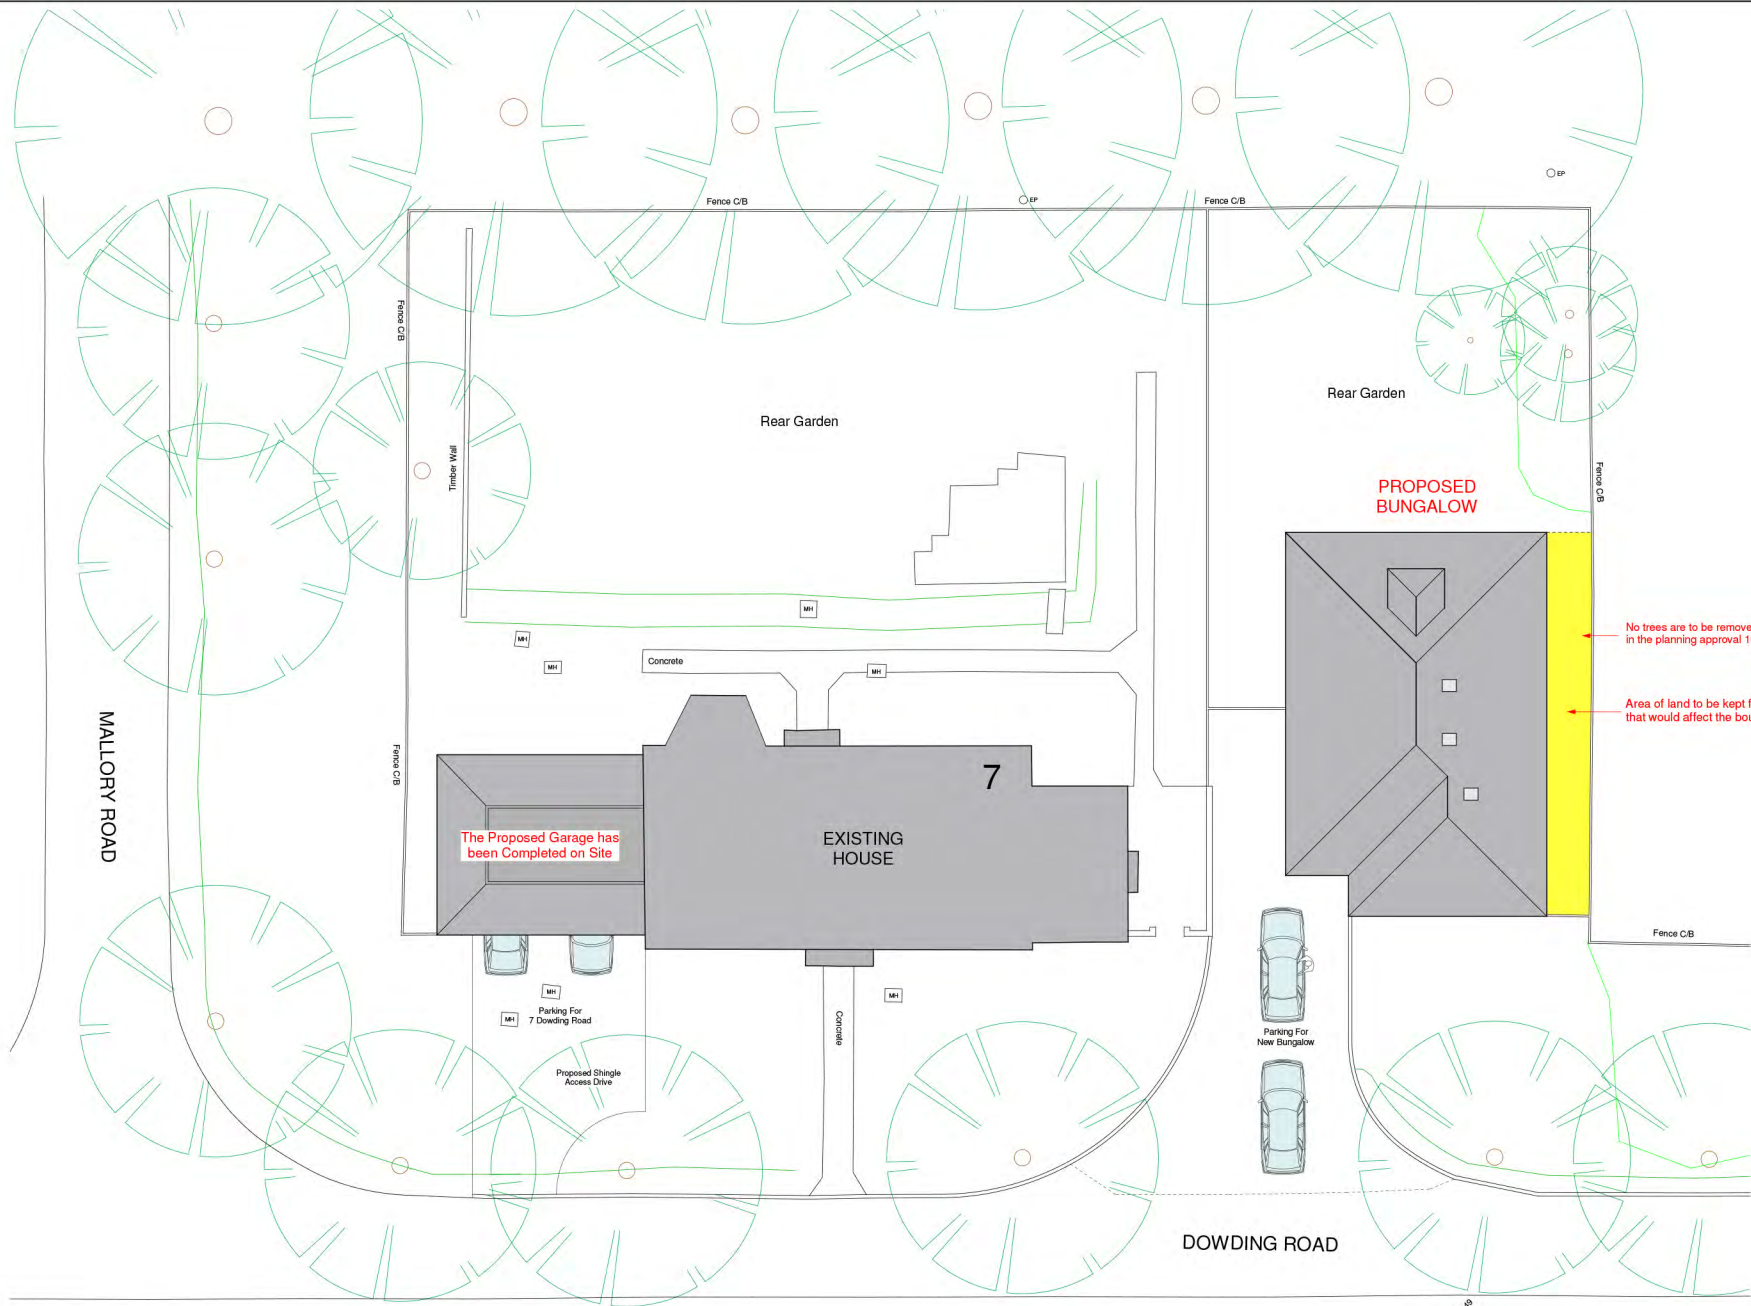 Fence C/B
EP
Fence C/B
EP
Fence C/B
Timber Wall
Rear Garden
Rear Garden
Fence C/B
PROPOSED
BUNGALOW
MH
MH
MH
Concrete
MH
No trees are to be remove
in the planning approval 1
Area of land to be kept f
that would affect the bou
MALLORY ROAD
Fence C/B
7
The Proposed Garage has
been Completed on Site
EXISTING
HOUSE
Fence C/B
MH
MH
Parking For
7 Dowding Road
MH
Concrete
Parking For
New Bungalow
Proposed Shingle
Access Drive
DOWDING ROAD
49